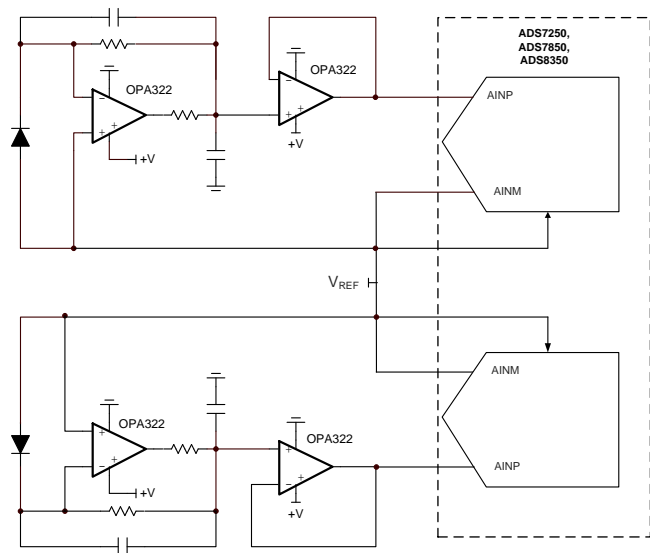 ADS7250,
ADS7850,
ADS8350
OPA322
OPA322
AINP
+V
+V
AINM
VREF
AINM
OPA322
OPA322
AINP
+V
+V